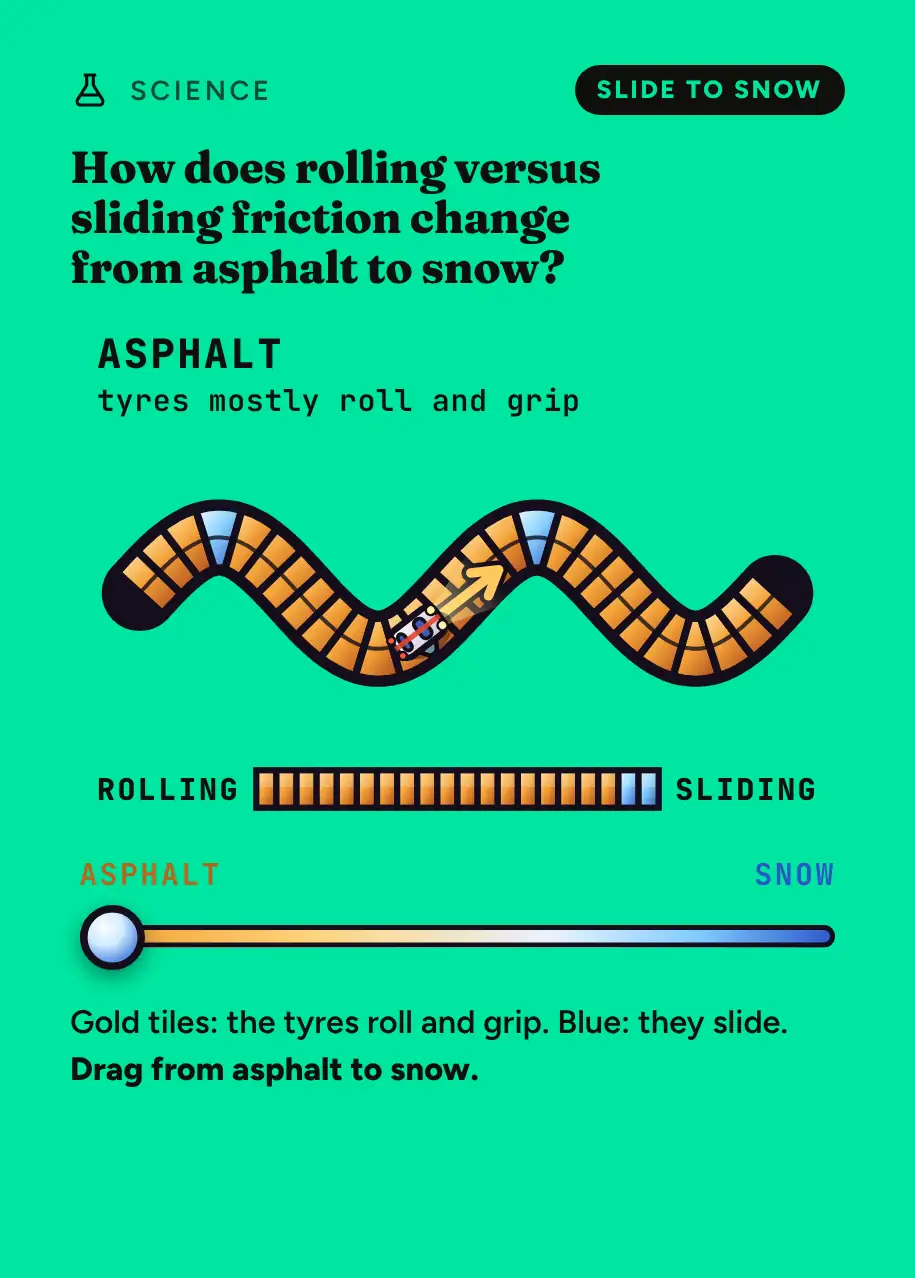 SCIENCE
SLIDE TO SNOW
How does rolling versus
sliding friction change
from asphalt to snow?
ASPHALT
tyres mostly roll and grip
ROLLING
SLIDING
ASPHALT
SNOW
Gold tiles: the tyres roll and grip. Blue: they slide.
Drag from asphalt to snow.